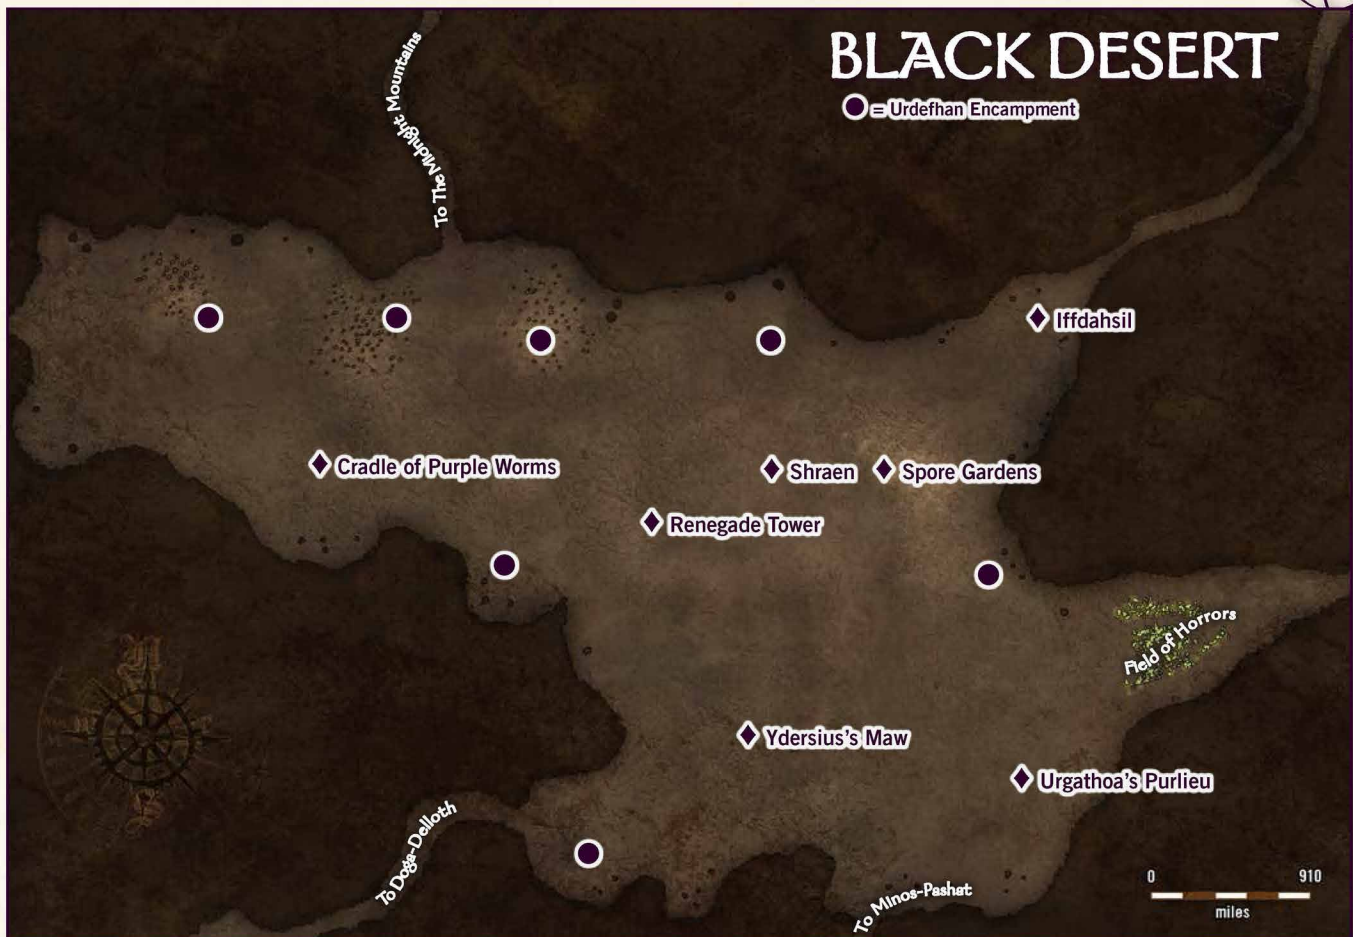 BLACK DESERT
= Urdefhan Encampment
To The Midnight Mountains
Iffdahsil
Cradle of Purple Worms
Shraen
Spore Gardens
Renegade Tower
Field of Horrors
Ydersius's Maw
Urgathoa's Purlieu
To Doga-Delloth
To Minos-Pashat
0 910
miles